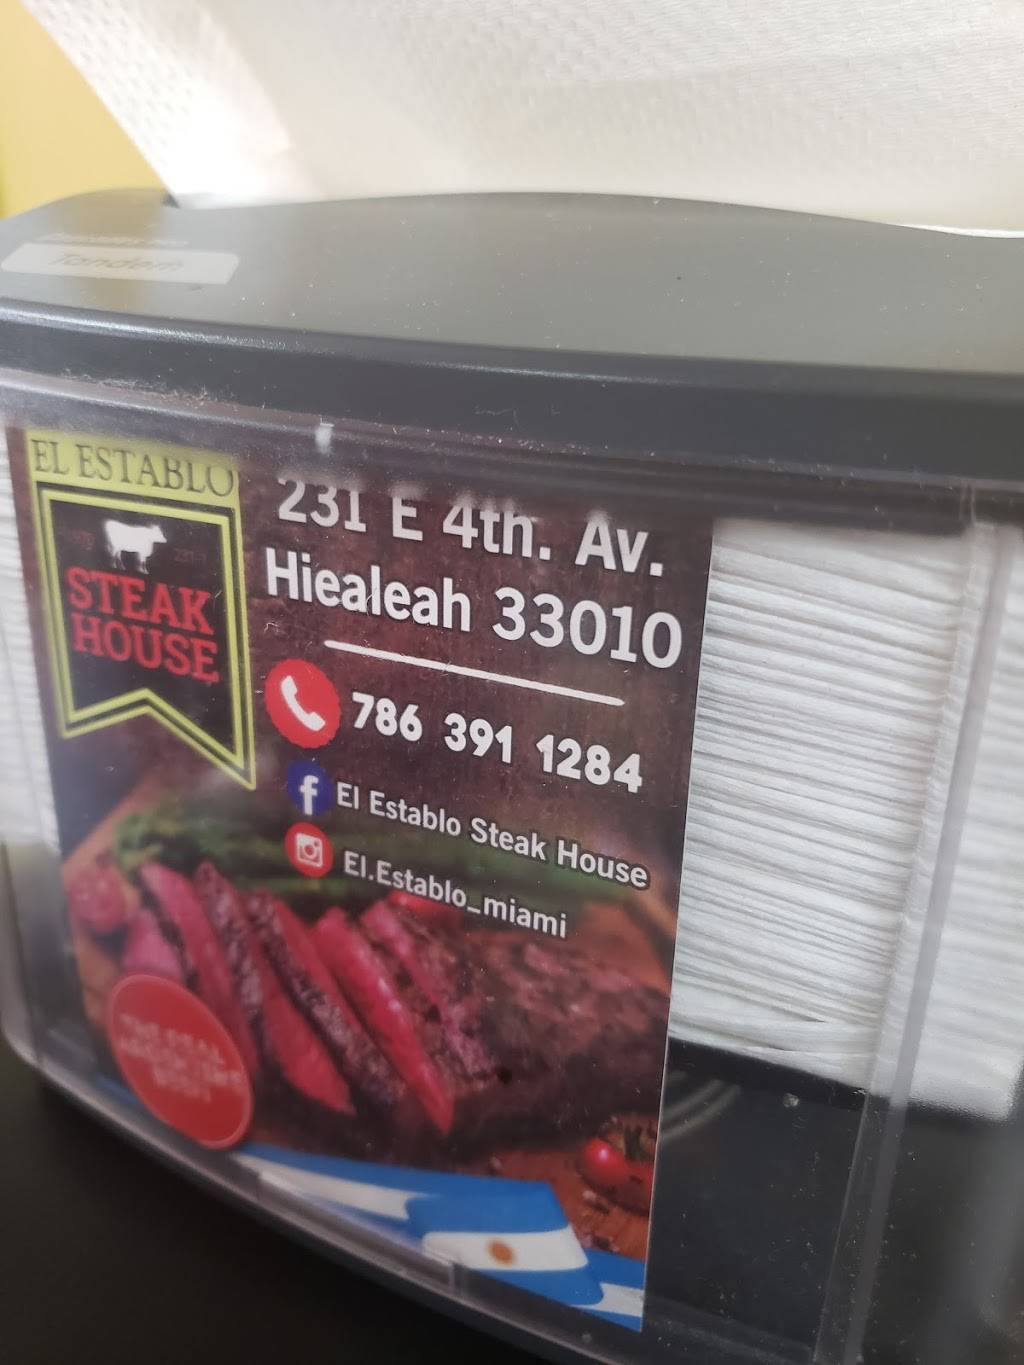 Tandem
EL ESTABLO
STEAK
HOUSE
231 E 4th. Av.
Hiealeah 33010
786 391 1284
El Establo Steak House
El.Establo_miami